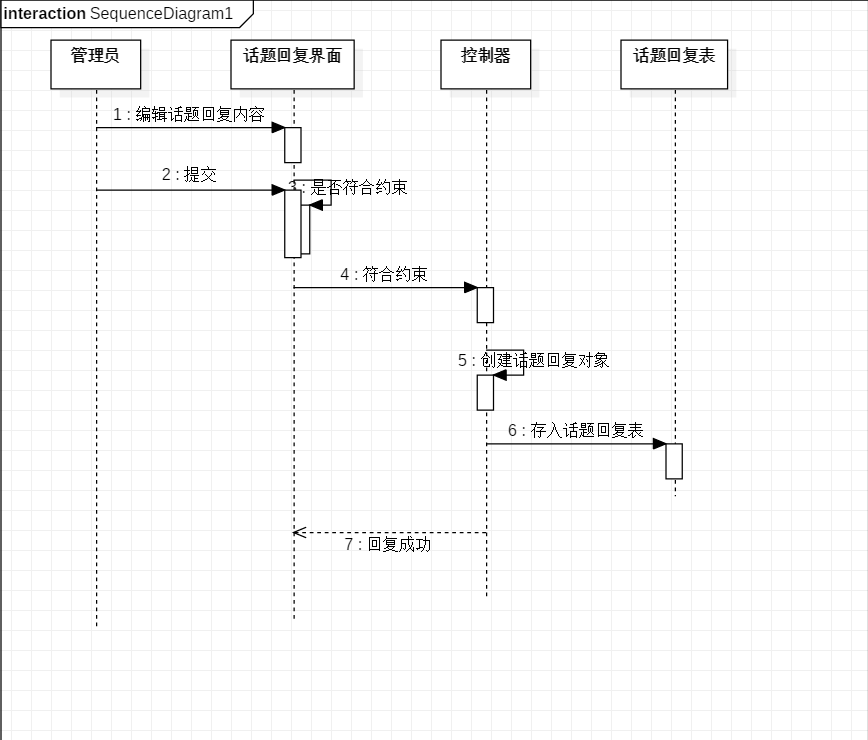 interaction SequenceDiagram1
管理员
话题回复界面
控制器
话题回复表
1 : 编辑话题回复内容
2 : 提交
3 : 是否符合约束
4 : 符合约束
5 : 创建话题回复对象
6 : 存入话题回复表
7 : 回复成功